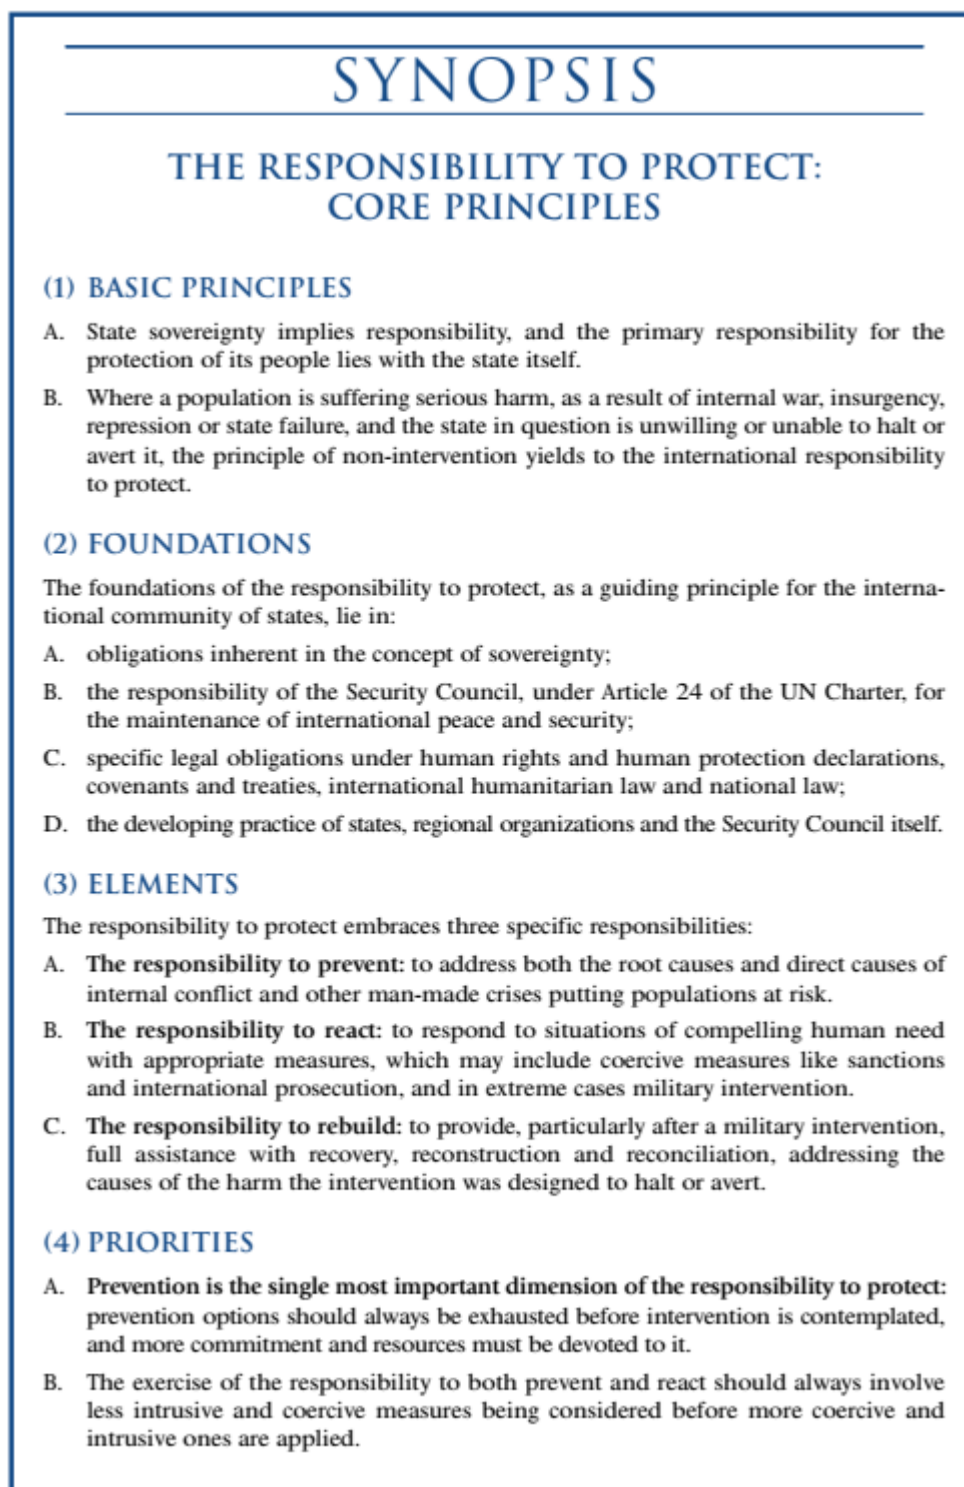 SYNOPSIS
THE RESPONSIBILITY TO PROTECT:
CORE PRINCIPLES
(1) BASIC PRINCIPLES
A. State sovereignty implies responsibility, and the primary responsibility for the
protection of its people lies with the state itself.
B. Where a population is suffering serious harm, as a result of internal war, insurgency,
repression or state failure, and the state in question is unwilling or unable to halt or
avert it, the principle of non-intervention yields to the international responsibility
to protect.
(2) FOUNDATIONS
The foundations of the responsibility to protect, as a guiding principle for the interna-
tional community of states, lie in:
A. obligations inherent in the concept of sovereignty;
B. the responsibility of the Security Council, under Article 24 of the UN Charter, for
the maintenance of international peace and security;
C. specific legal obligations under human rights and human protection declarations,
covenants and treaties, international humanitarian law and national law;
D. the developing practice of states, regional organizations and the Security Council itself.
(3) ELEMENTS
The responsibility to protect embraces three specific responsibilities:
A. The responsibility to prevent: to address both the root causes and direct causes of
internal conflict and other man-made crises putting populations at risk.
B. The responsibility to react: to respond to situations of compelling human need
with appropriate measures, which may include coercive measures like sanctions
and international prosecution, and in extreme cases military intervention.
C. The responsibility to rebuild: to provide, particularly after a military intervention,
full assistance with recovery, reconstruction and reconciliation, addressing the
causes of the harm the intervention was designed to halt or avert.
(4) PRIORITIES
A. Prevention is the single most important dimension of the responsibility to protect:
prevention options should always be exhausted before intervention is contemplated,
and more commitment and resources must be devoted to it.
B. The exercise of the responsibility to both prevent and react should always involve
less intrusive and coercive measures being considered before more coercive and
intrusive ones are applied.